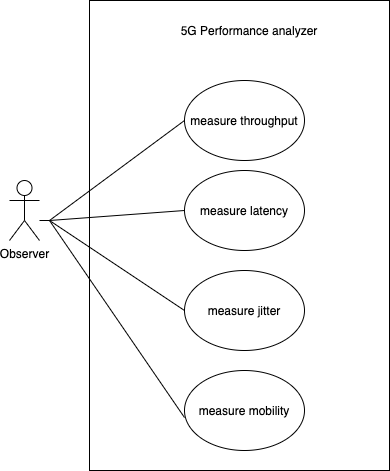 5G Performance analyzer
measure throughput
measure latency
Observer
measure jitter
measure mobility